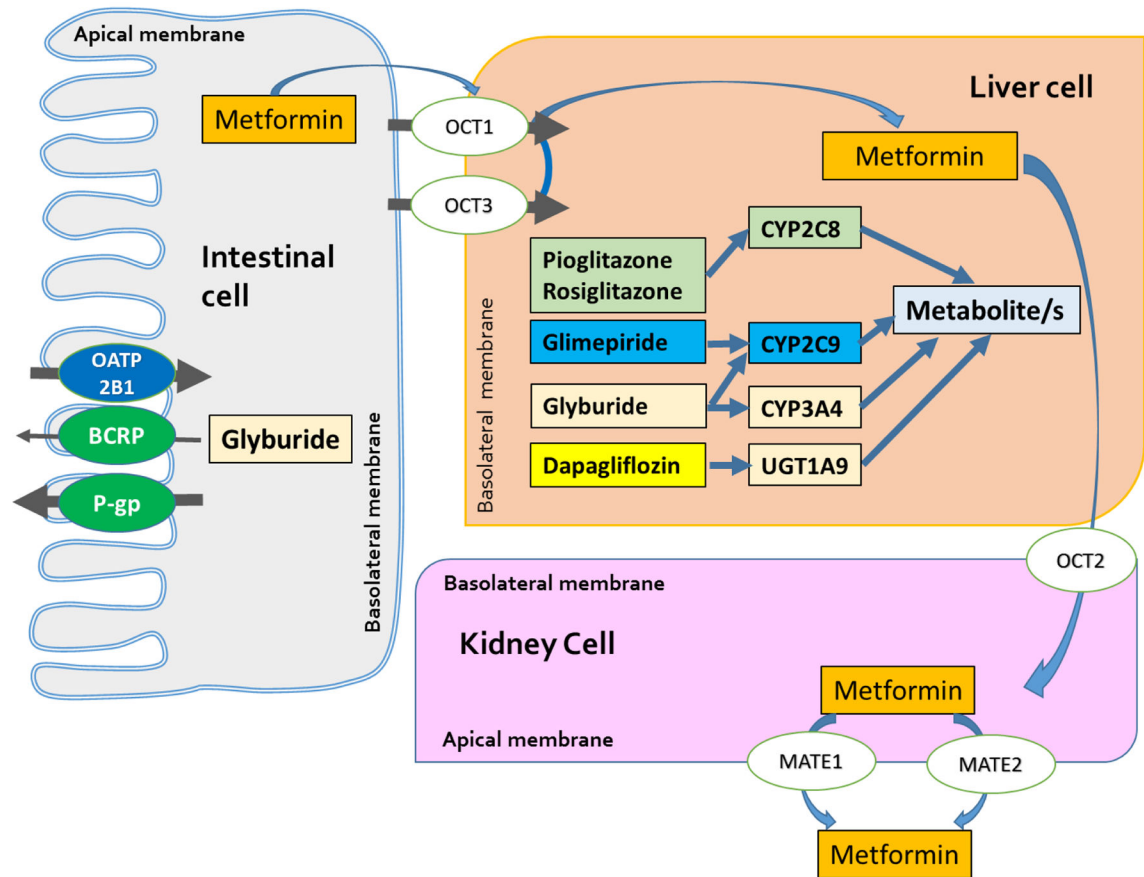 Apical membrane
Metformin
Intestinal
cell
OATP
2B1
BCRP
Glyburide
P-gp
Basolateral membrane
OCT1
OCT3
Liver cell
Metformin
Pioglitazone
Rosiglitazone
CYP2C8
Glimepiride
CYP2C9
Metabolite/s
Glyburide
CYP3A4
Dapagliflozin
UGT1A9
Basolateral membrane
OCT2
Basolateral membrane
Kidney Cell
Metformin
Apical membrane
MATE1
MATE2
Metformin